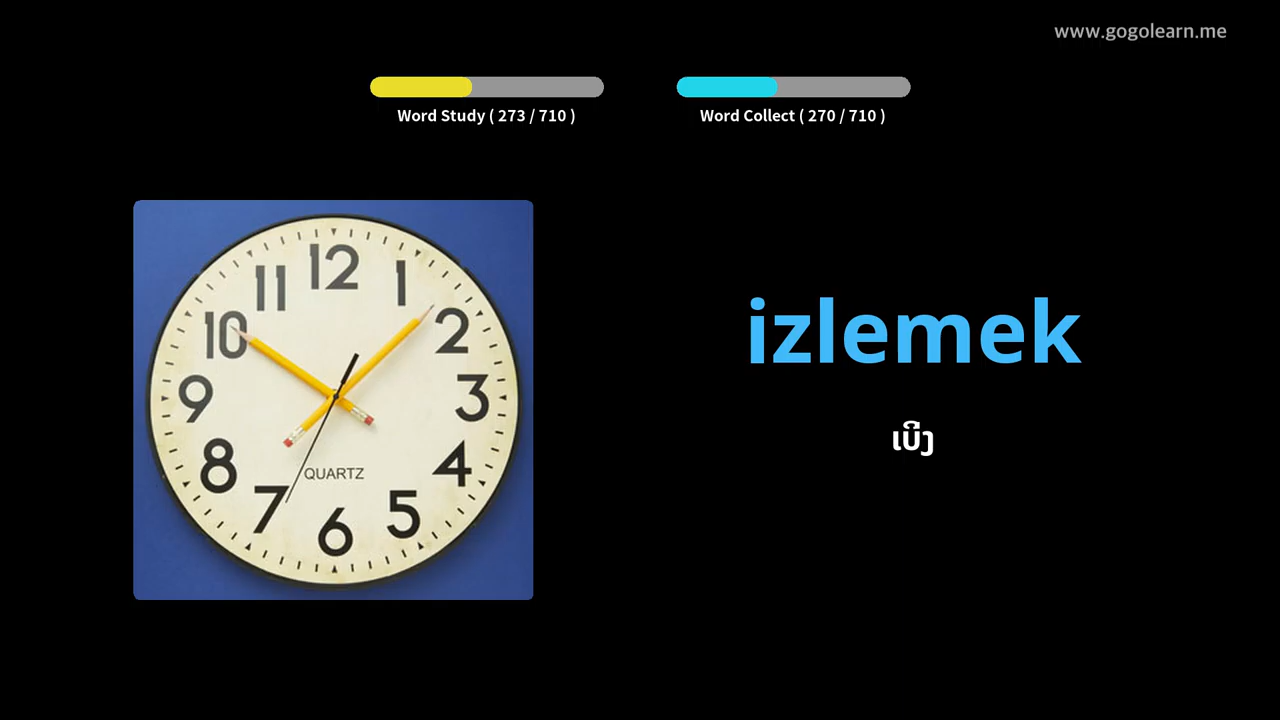 www.gogolearn.me
Word Study ( 273 / 710 )
Word Collect ( 270 / 710 )
12
11
1
10
2
9
3
8
4
7
5
6
QUARTZ
izlemek
ເບິ່ງ